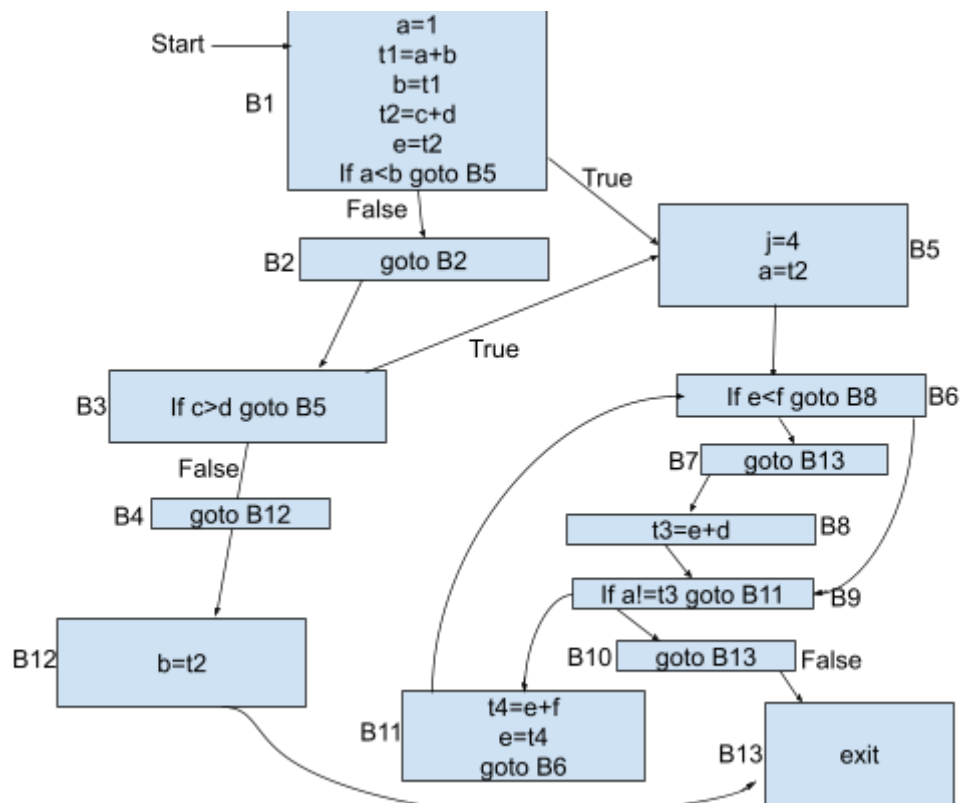 Start
a=1
t1=a+b
b=t1
t2=c+d
e=t2
If a<b goto B5
B1
True
False
B2
goto B2
j=4
a=t2
B5
True
B3
If c>d goto B5
If e<f goto B8
B6
False
B7
goto B13
B4
goto B12
t3=e+d
B8
If a!=t3 goto B11
B9
B12
b=t2
B10
goto B13
False
B11
t4=e+f
e=t4
goto B6
B13
exit